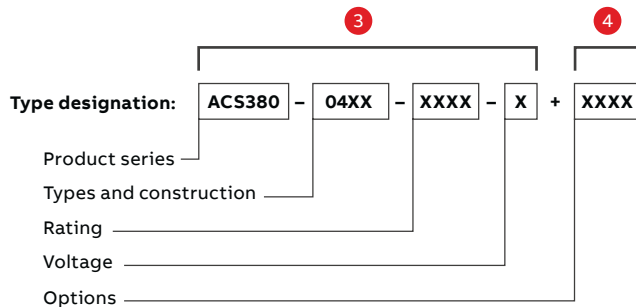 3 4
Type designation: ACS380 – 04XX – XXXX – X + XXXX
Product series
Types and construction
Rating
Voltage
Options